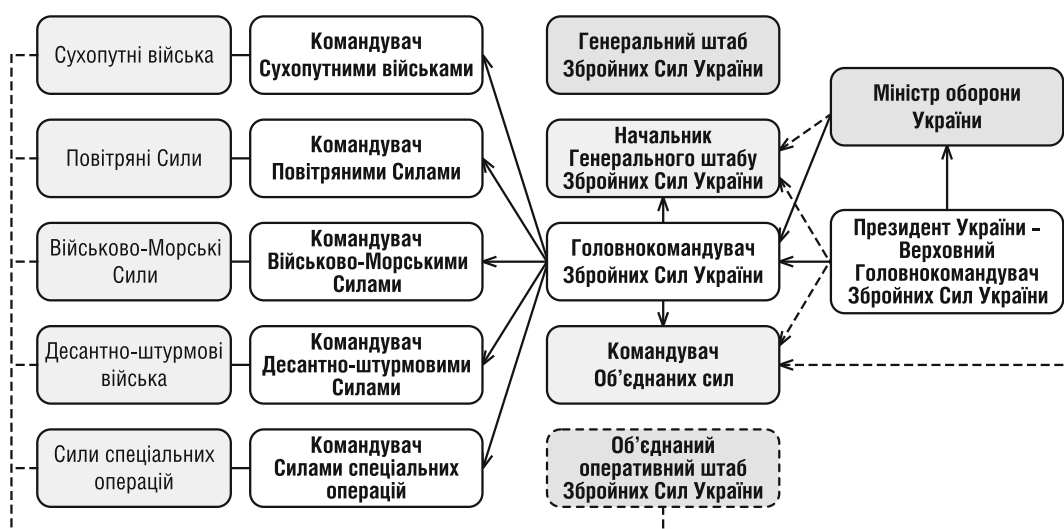 Сухопутні війська
Командувач
Сухопутними військами
Генеральний штаб
Збройних Сил України
Міністр оборони
України
Повітряні Сили
Командувач
Повітряними Силами
Начальник
Генерального штабу
Збройних Сил України
Військово-Морські
Сили
Командувач
Військово-Морськими
Силами
Головнокомандувач
Збройних Сил України
Президент України –
Верховний
Головнокомандувач
Збройних Сил України
Десантно-штурмові
війська
Командувач
Десантно-штурмовими
Силами
Командувач
Об’єднаних сил
Сили спеціальних
операцій
Командувач
Силами спеціальних
операцій
Об’єднаний
оперативний штаб
Збройних Сил України